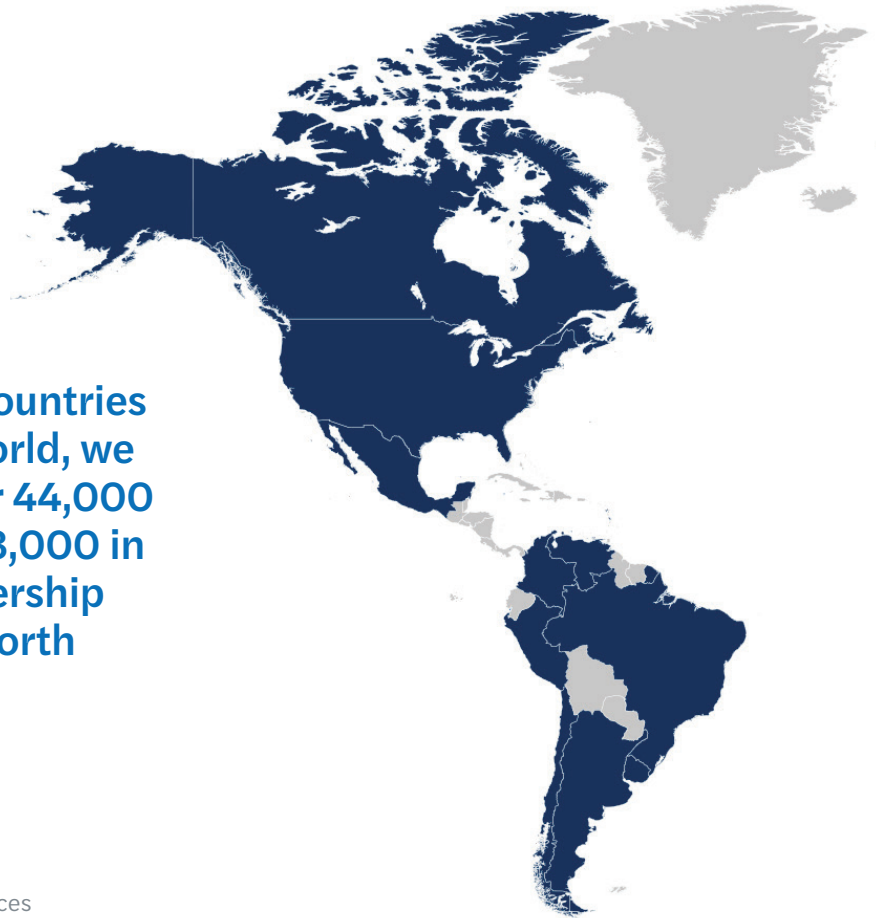 ountries
orld, we
r 44,000
3,000 in
ership
orth
ces